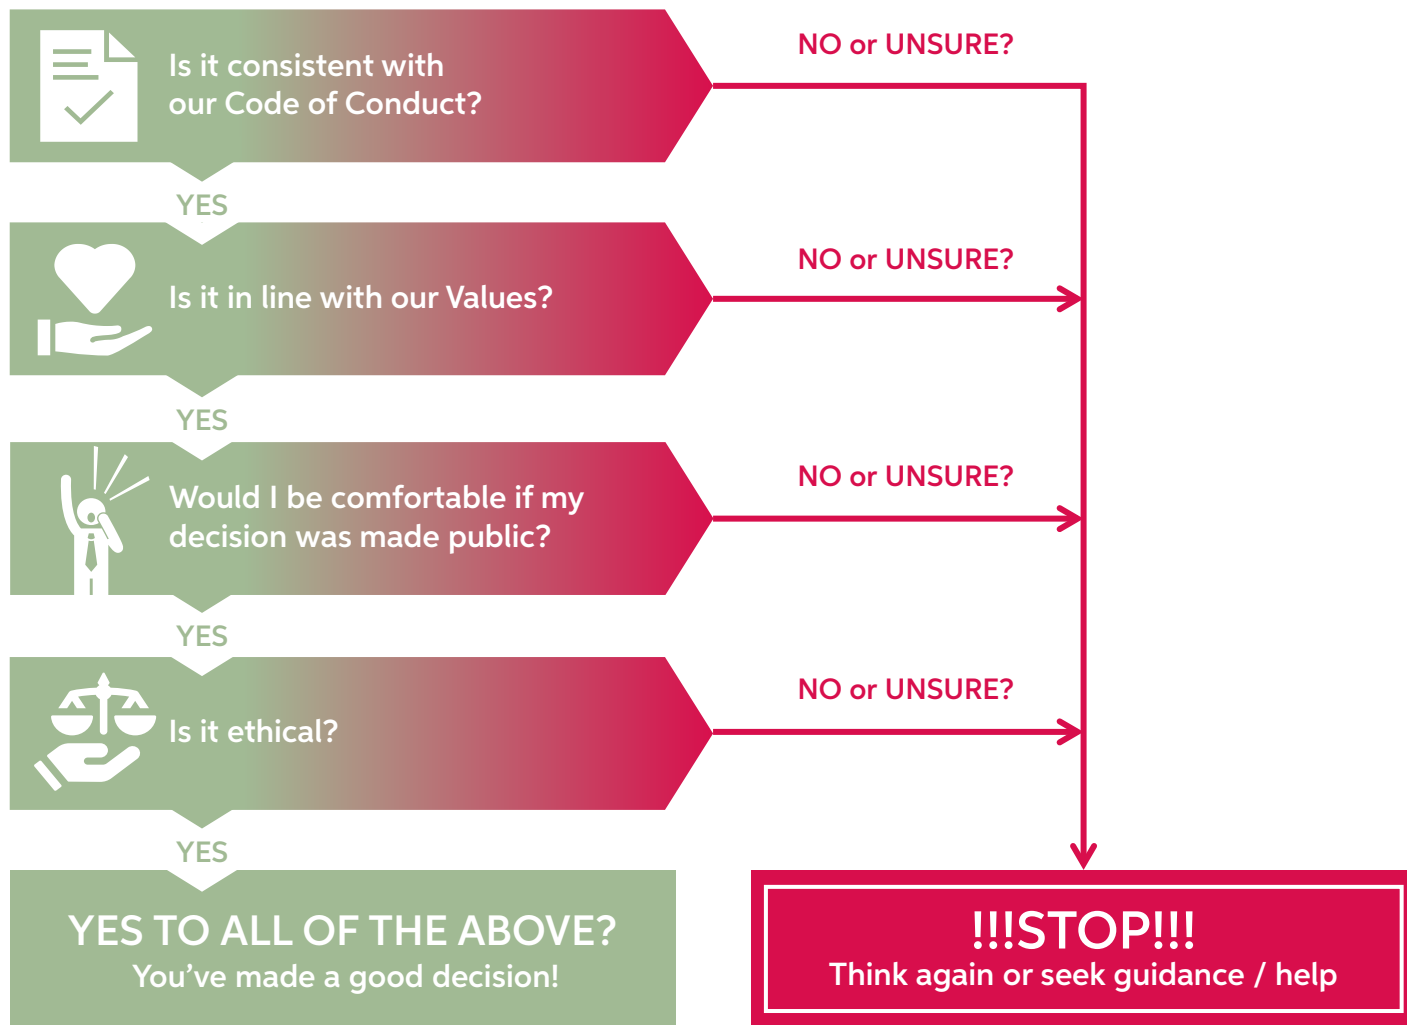 Is it consistent with
our Code of Conduct?
NO or UNSURE?
YES
Is it in line with our Values?
NO or UNSURE?
YES
Would I be comfortable if my
decision was made public?
NO or UNSURE?
YES
Is it ethical?
NO or UNSURE?
YES
YES TO ALL OF THE ABOVE?
You’ve made a good decision!
!!!STOP!!!
Think again or seek guidance / help